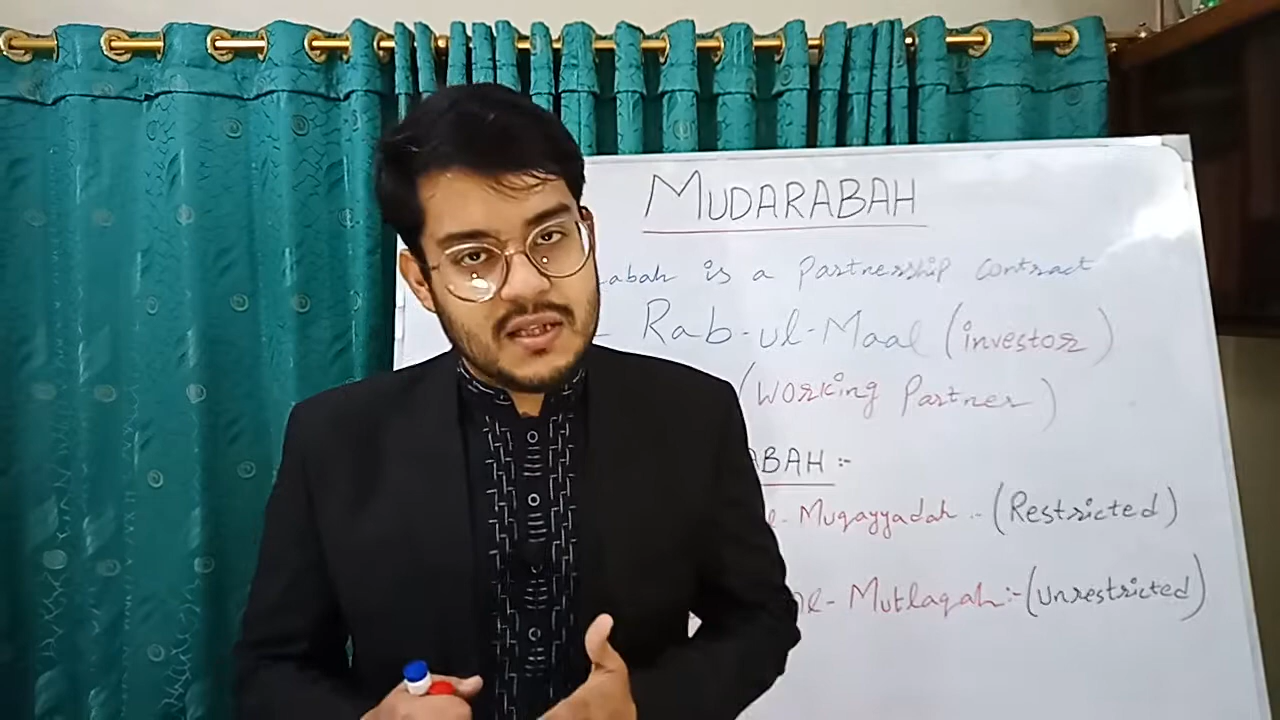 MUDARABAH
abah is a Partnership Contract
- Rab-ul-Maal (investor)
(Working Partner)
ABAH :-
e- Muqayyadah :- (Restricted)
e- Mutlaqah :- (Unrestricted)